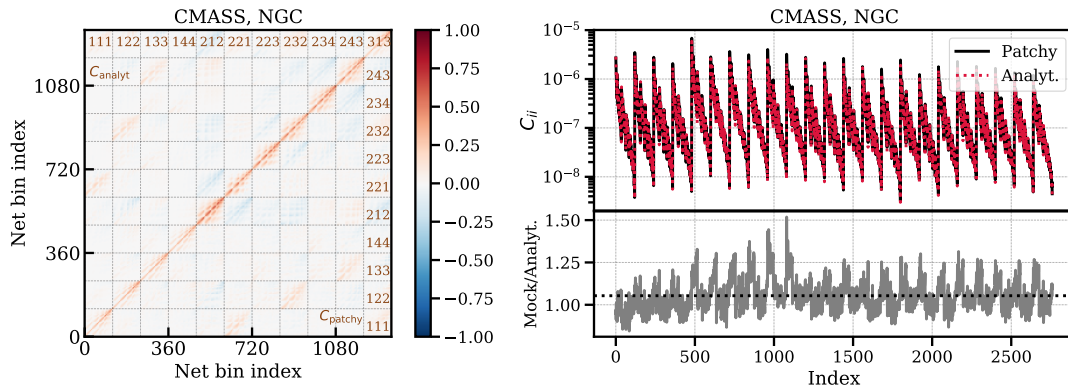 CMASS, NGC
111 122 133 144 212 221 223 232 234 243 313
C_analyt
243
234
232
223
221
212
144
133
122
111
C_patchy
1080
720
360
0
Net bin index
0 360 720 1080
Net bin index
1.00
0.75
0.50
0.25
0.00
−0.25
−0.50
−0.75
−1.00
CMASS, NGC
Patchy
Analyt.
10⁻⁵
10⁻⁶
10⁻⁷
10⁻⁸
C_ii
1.50
1.25
1.00
Mock/Analyt.
0 500 1000 1500 2000 2500
Index